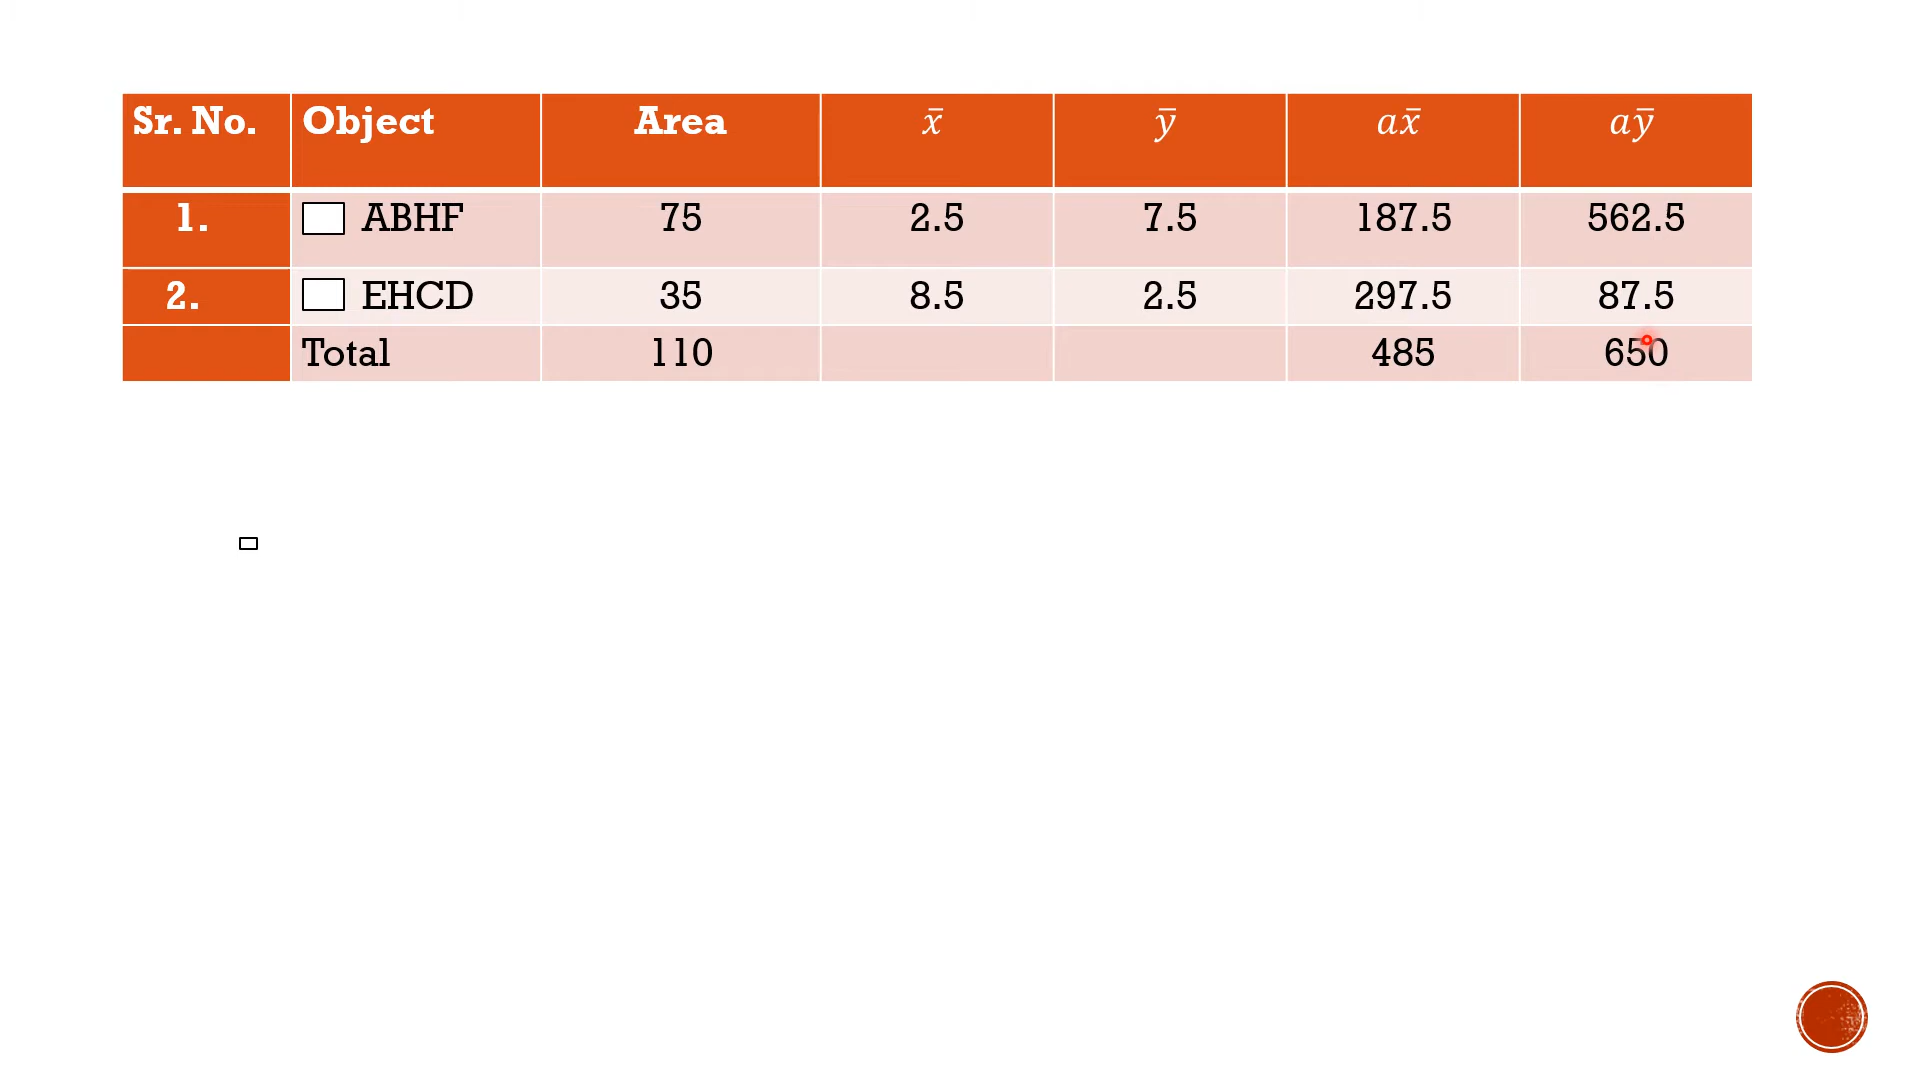 Sr. No. Object Area x̄ ȳ ax̄ aȳ
1. ABHF 75 2.5 7.5 187.5 562.5
2. EHCD 35 8.5 2.5 297.5 87.5
Total 110 485 650